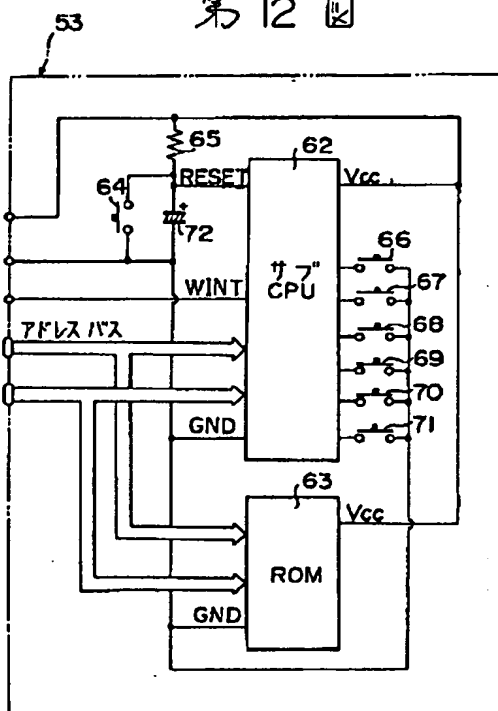 第12図
53
65
62
RESET
Vcc
64
72
66
サブ
CPU
67
WINT
68
アドレスバス
69
70
GND
71
63
Vcc
ROM
GND